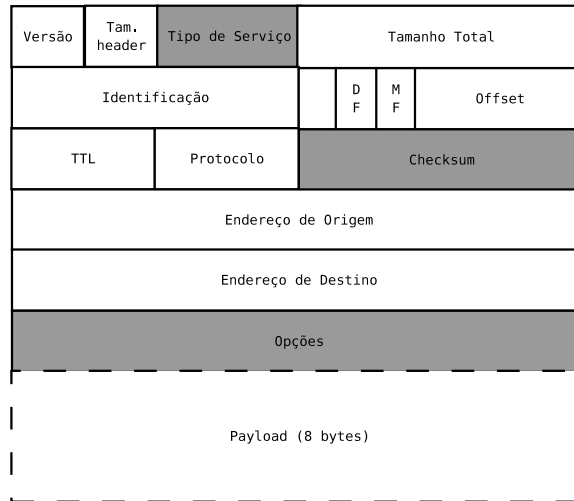 Versão
Tam.
header
Tipo de Serviço
Tamanho Total
Identificação
D
F
M
F
Offset
TTL
Protocolo
Checksum
Endereço de Origem
Endereço de Destino
Opções
Payload (8 bytes)